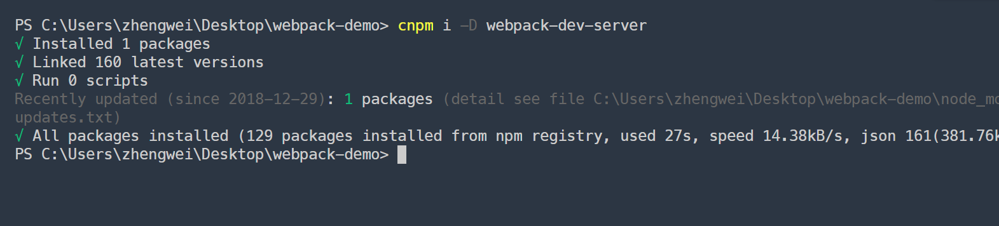 PS C:\Users\zhengwei\Desktop\webpack-demo> cnpm i -D webpack-dev-server
√ Installed 1 packages
√ Linked 160 latest versions
√ Run 0 scripts
Recently updated (since 2018-12-29): 1 packages (detail see file C:\Users\zhengwei\Desktop\webpack-demo\node_mo
updates.txt)
√ All packages installed (129 packages installed from npm registry, used 27s, speed 14.38kB/s, json 161(381.76k
PS C:\Users\zhengwei\Desktop\webpack-demo>